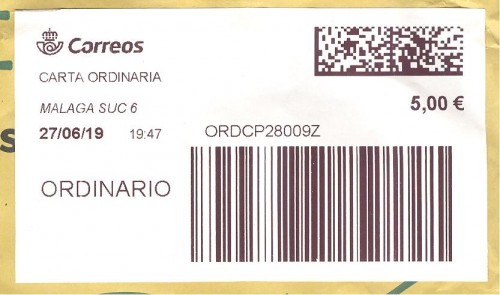 Correos
CARTA ORDINARIA
5,00 €
MALAGA SUC 6
27/06/19 19:47
ORDCP28009Z
ORDINARIO
s